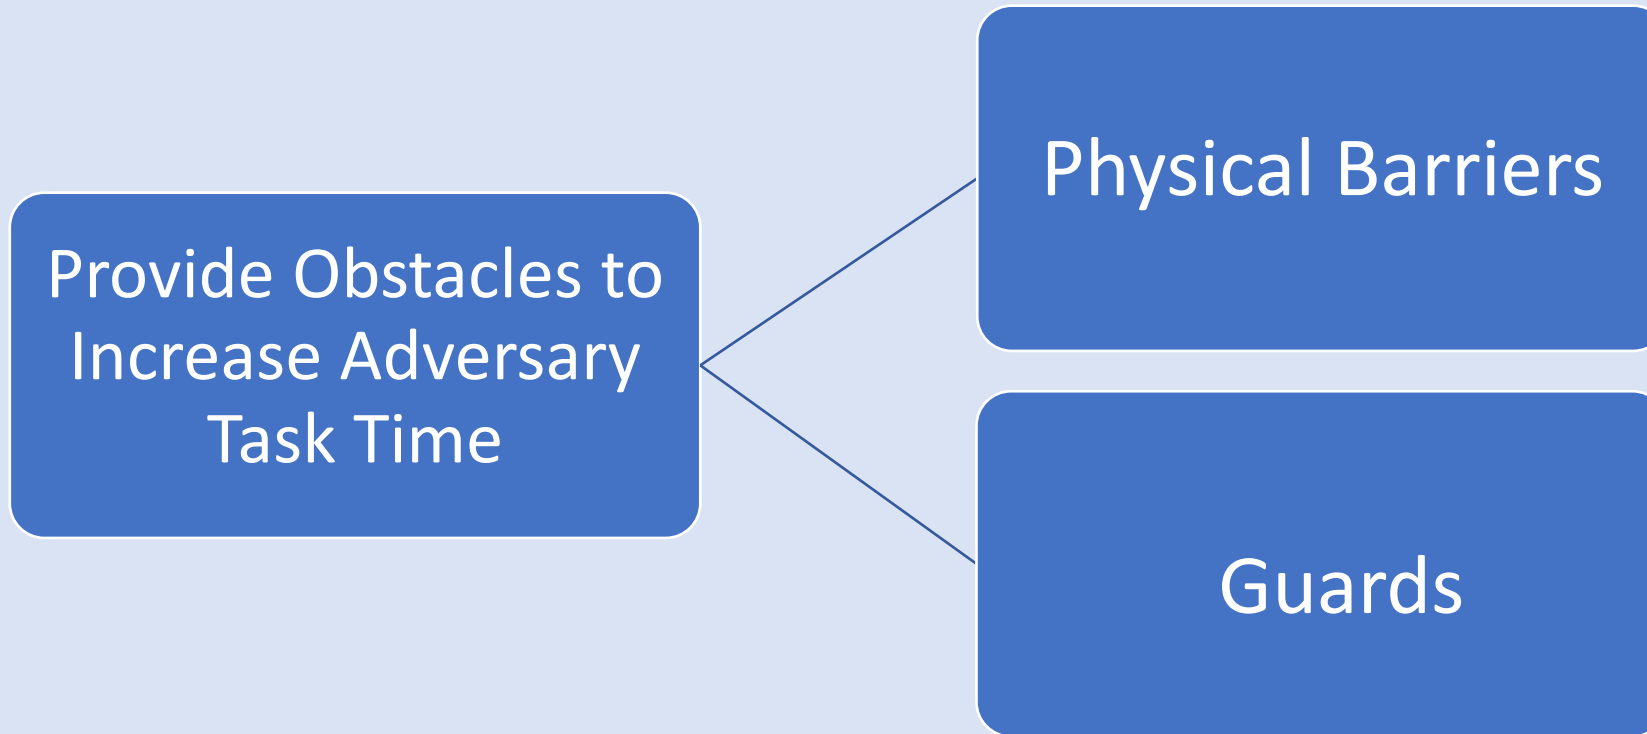 Provide Obstacles to
Increase Adversary
Task Time
Physical Barriers
Guards